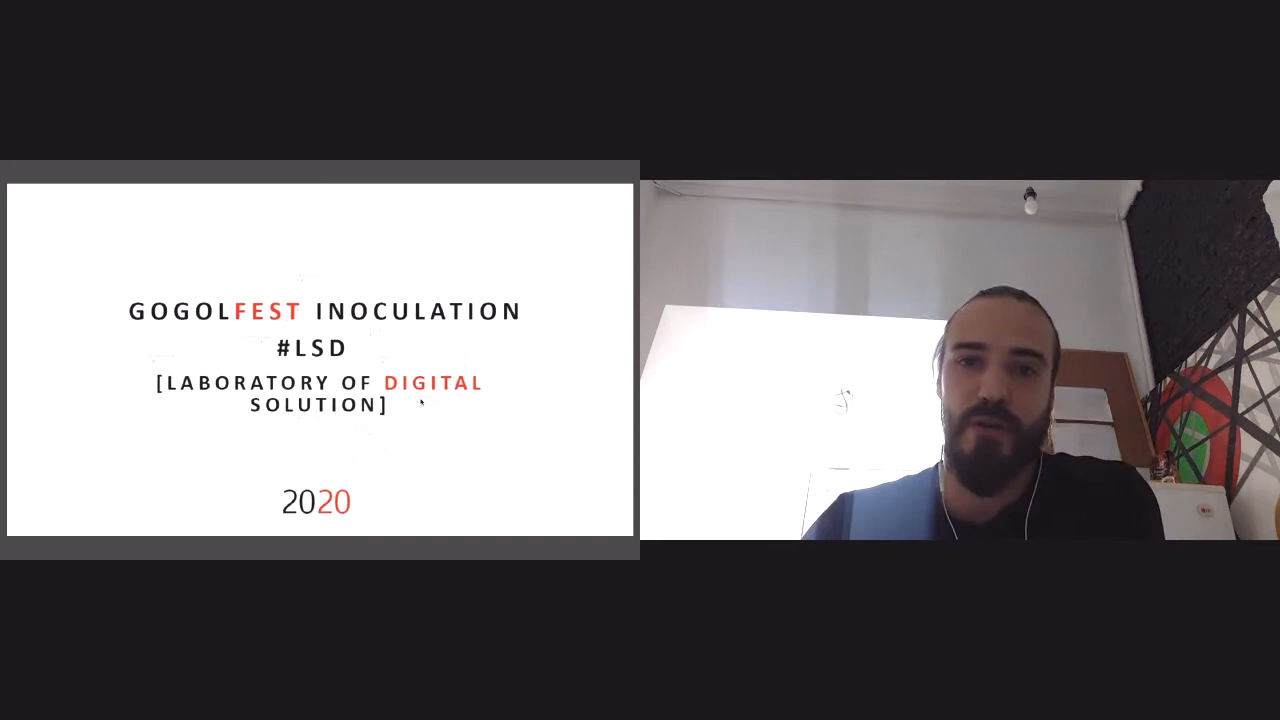 GOGOLFEST INOCULATION
#LSD
[LABORATORY OF DIGITAL
SOLUTION]
2020